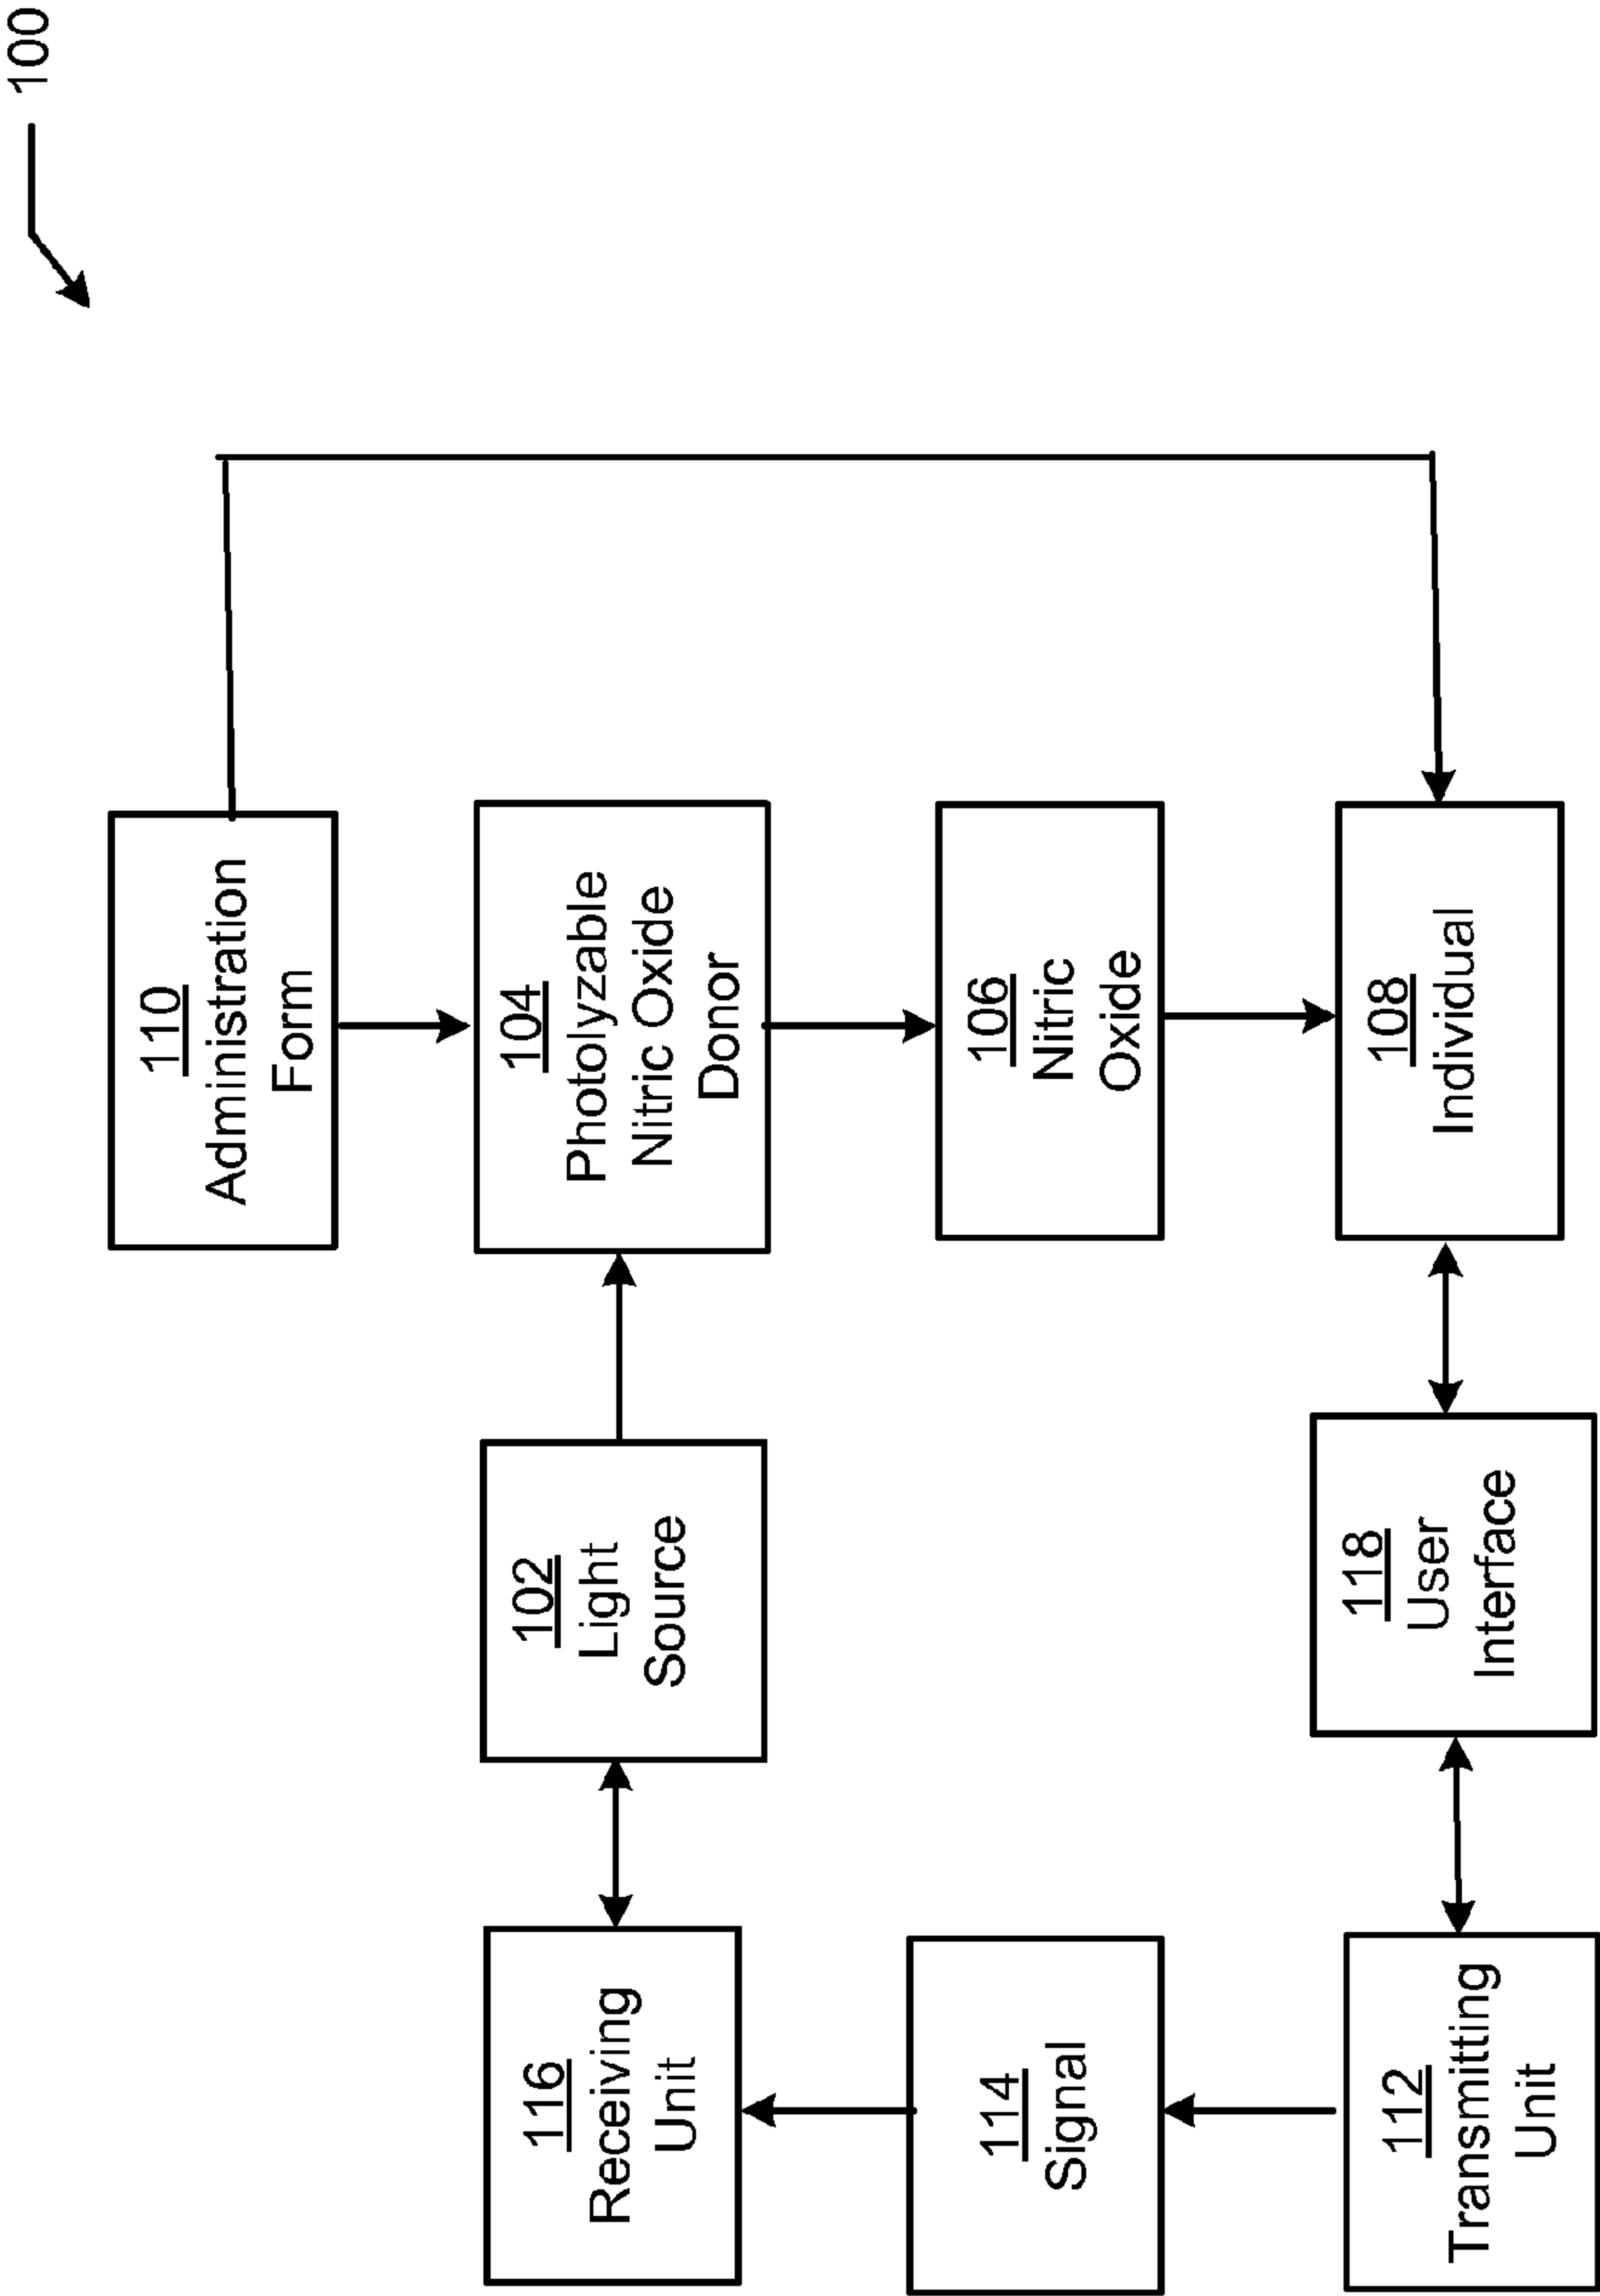 100
110
Administration
Form
104
Photolyzable
Nitric Oxide
Donor
106
Nitric
Oxide
108
Individual
102
Light
Source
118
User
Interface
116
Receiving
Unit
114
Signal
112
Transmitting
Unit